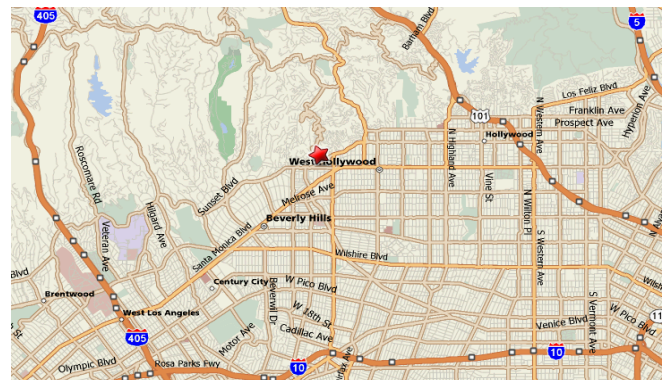 405
5
Barham Blvd
Los Feliz Blvd
101
Franklin Ave
Prospect Ave
Hyperion Ave
N Western Ave
N Highland Ave
Hollywood
West Hollywood
Roscomare Rd
Sunset Blvd
Melrose Ave
Vine St
N Wilton Pl
Hilgard Ave
Veteran Ave
Beverly Hills
Santa Monica Blvd
Wilshire Blvd
S Western Ave
Century City
Brentwood
Beverwil Dr
W Pico Blvd
W 18th St
West Los Angeles
Cadillac Ave
Motor Ave
S Vermont Ave
Venice Blvd
W Pico Blvd
405
Olympic Blvd
Rosa Parks Fwy
10
10